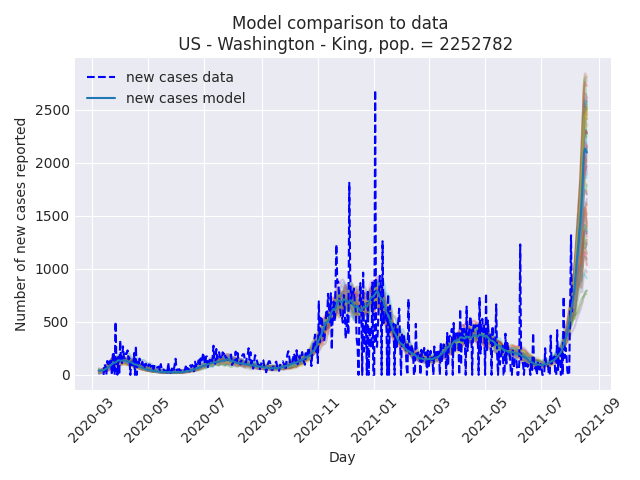 Model comparison to data
US - Washington - King, pop. = 2252782
new cases data
new cases model
Number of new cases reported
2500
2000
1500
1000
500
0
2020-03
2020-05
2020-07
2020-09
2020-11
2021-01
2021-03
2021-05
2021-07
2021-09
Day